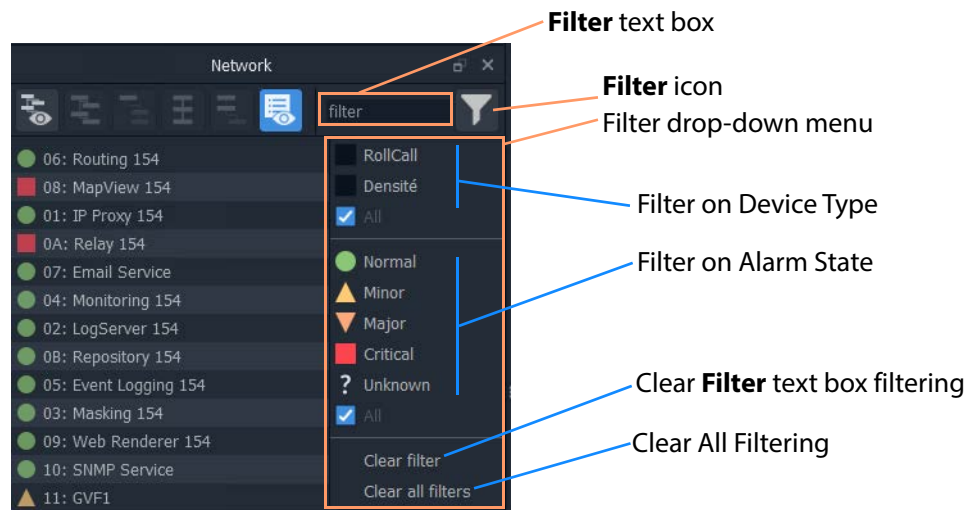 Filter text box
Network
Filter icon
filter
Filter drop-down menu
06: Routing 154
08: MapView 154
01: IP Proxy 154
0A: Relay 154
07: Email Service
04: Monitoring 154
02: LogServer 154
0B: Repository 154
05: Event Logging 154
03: Masking 154
09: Web Renderer 154
10: SNMP Service
11: GVF1
RollCall
Densité
All
Filter on Device Type
Normal
Minor
Major
Critical
? Unknown
All
Filter on Alarm State
Clear filter
Clear all filters
Clear Filter text box filtering
Clear All Filtering